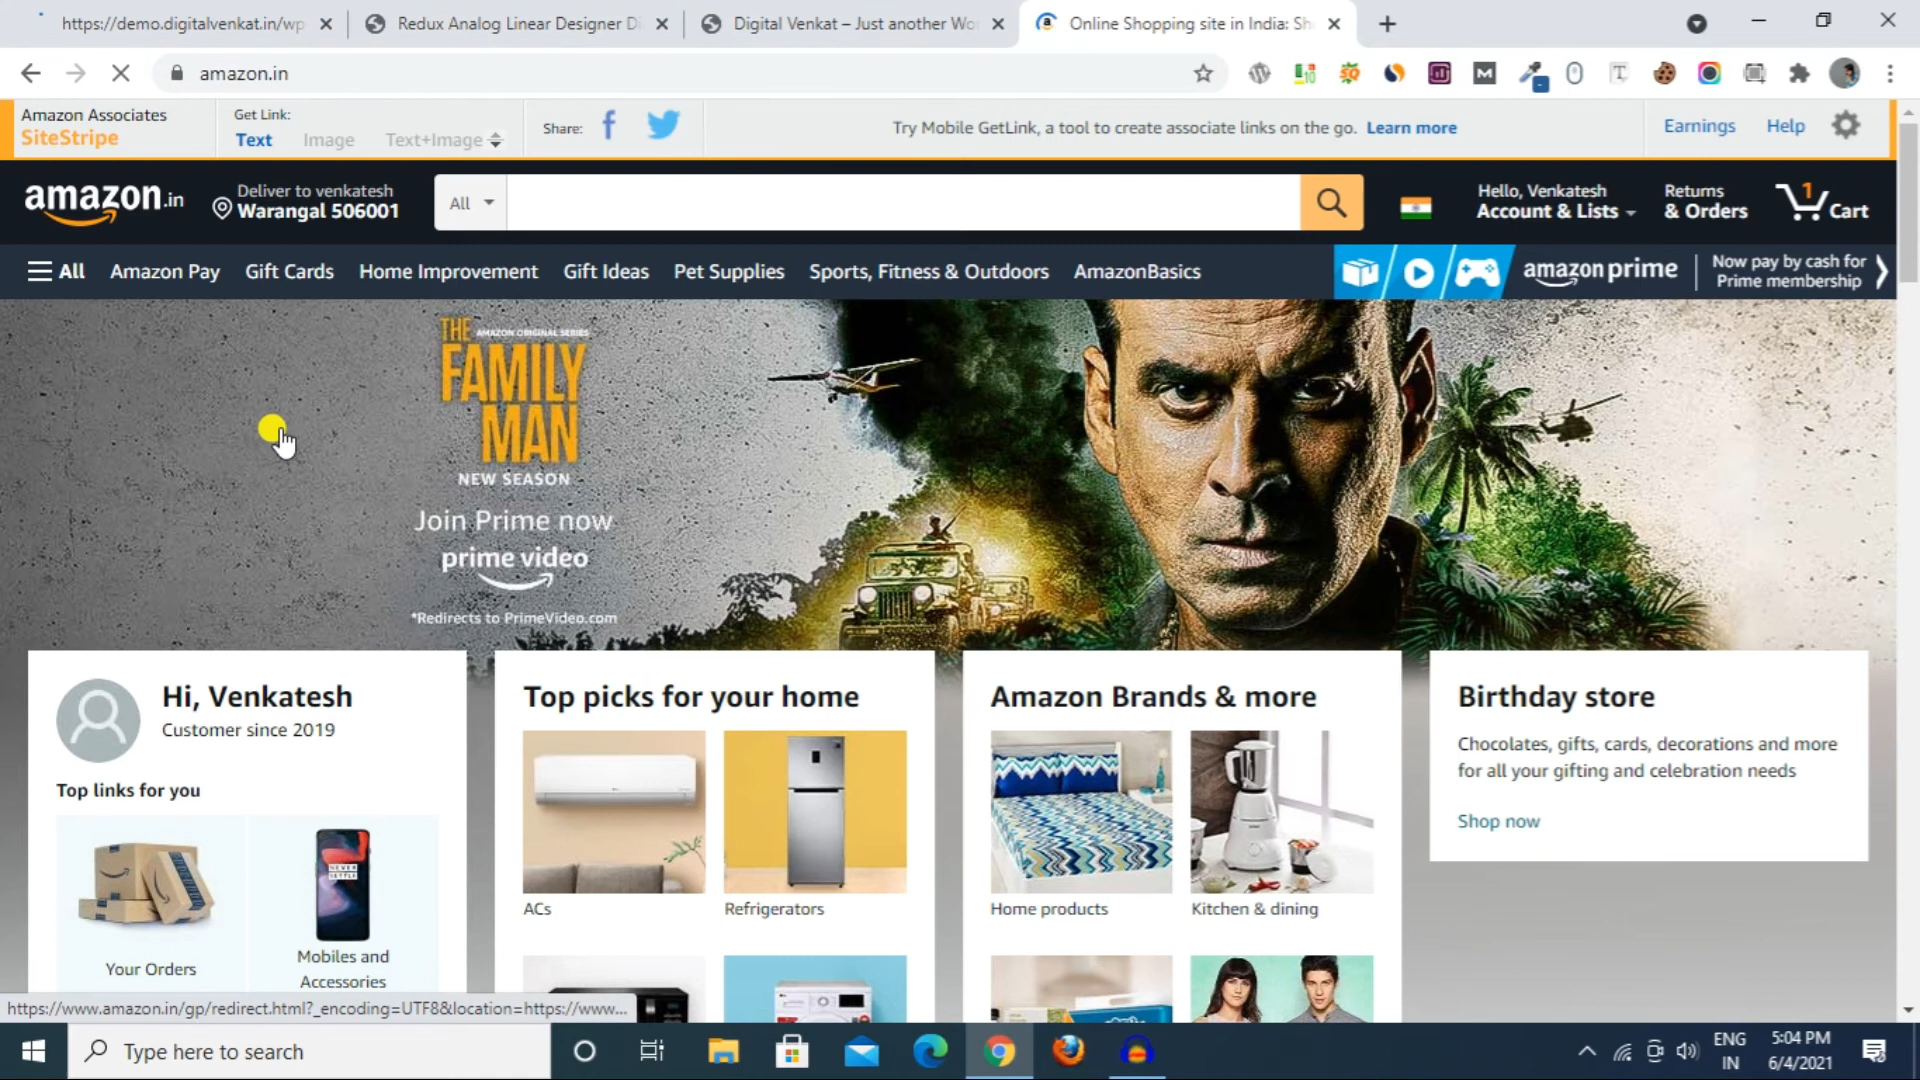 https://demo.digitalvenkat.in/wp
Redux Analog Linear Designer D
Digital Venkat – Just another Wo
Online Shopping site in India: Sh
amazon.in
Amazon Associates
SiteStripe
Get Link:
Text
Image
Text+Image
Share:
Try Mobile GetLink, a tool to create associate links on the go. Learn more
Earnings
Help
amazon.in
Deliver to venkatesh
Warangal 506001
All
Hello, Venkatesh
Account & Lists
Returns
& Orders
1
Cart
All
Amazon Pay
Gift Cards
Home Improvement
Gift Ideas
Pet Supplies
Sports, Fitness & Outdoors
AmazonBasics
amazon prime
Now pay by cash for
Prime membership
AMAZON ORIGINAL SERIES
THE
FAMILY
MAN
NEW SEASON
Join Prime now
prime video
*Redirects to PrimeVideo.com
Hi, Venkatesh
Customer since 2019
Top links for you
Your Orders
NEVER
SETTLE
Mobiles and
Accessories
Top picks for your home
ACs
Refrigerators
Amazon Brands & more
Home products
Kitchen & dining
Birthday store
Chocolates, gifts, cards, decorations and more
for all your gifting and celebration needs
Shop now
https://www.amazon.in/gp/redirect.html?_encoding=UTF8&location=https://www...
Type here to search
ENG
IN
5:04 PM
6/4/2021